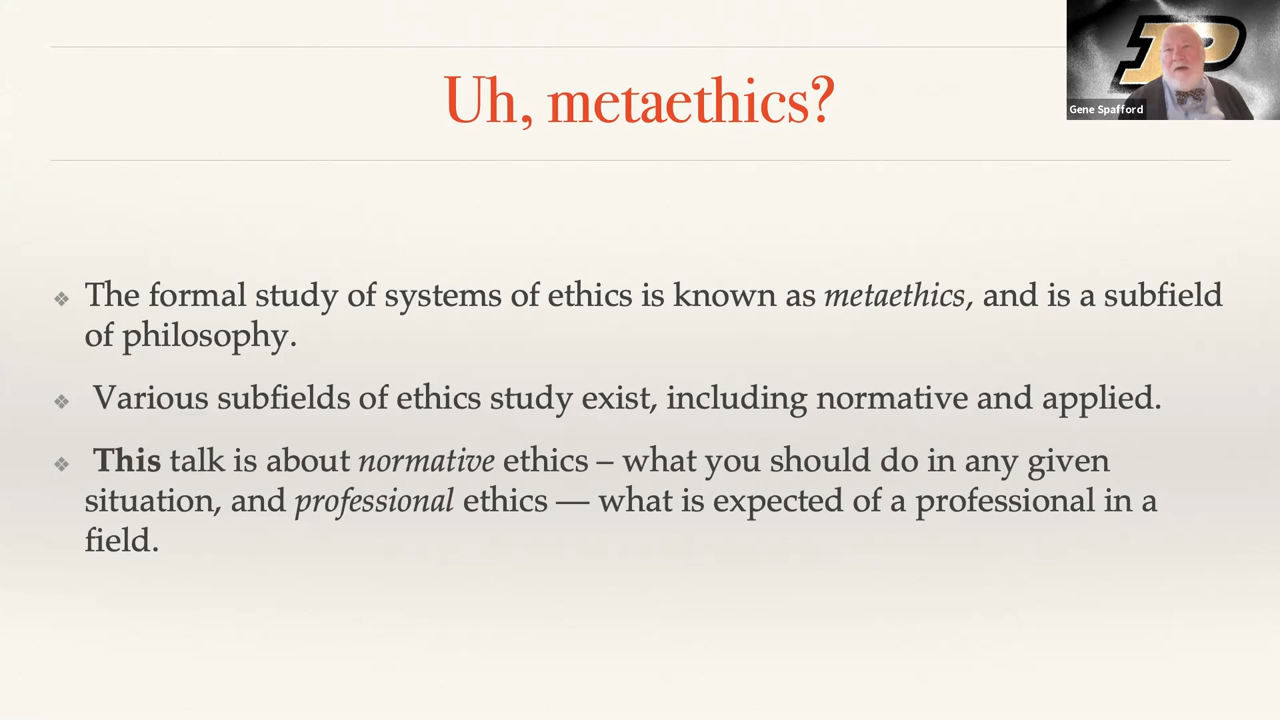 Uh, metaethics?
Gene Spafford
❖ The formal study of systems of ethics is known as metaethics, and is a subfield
of philosophy.
❖ Various subfields of ethics study exist, including normative and applied.
❖ This talk is about normative ethics – what you should do in any given
situation, and professional ethics — what is expected of a professional in a
field.